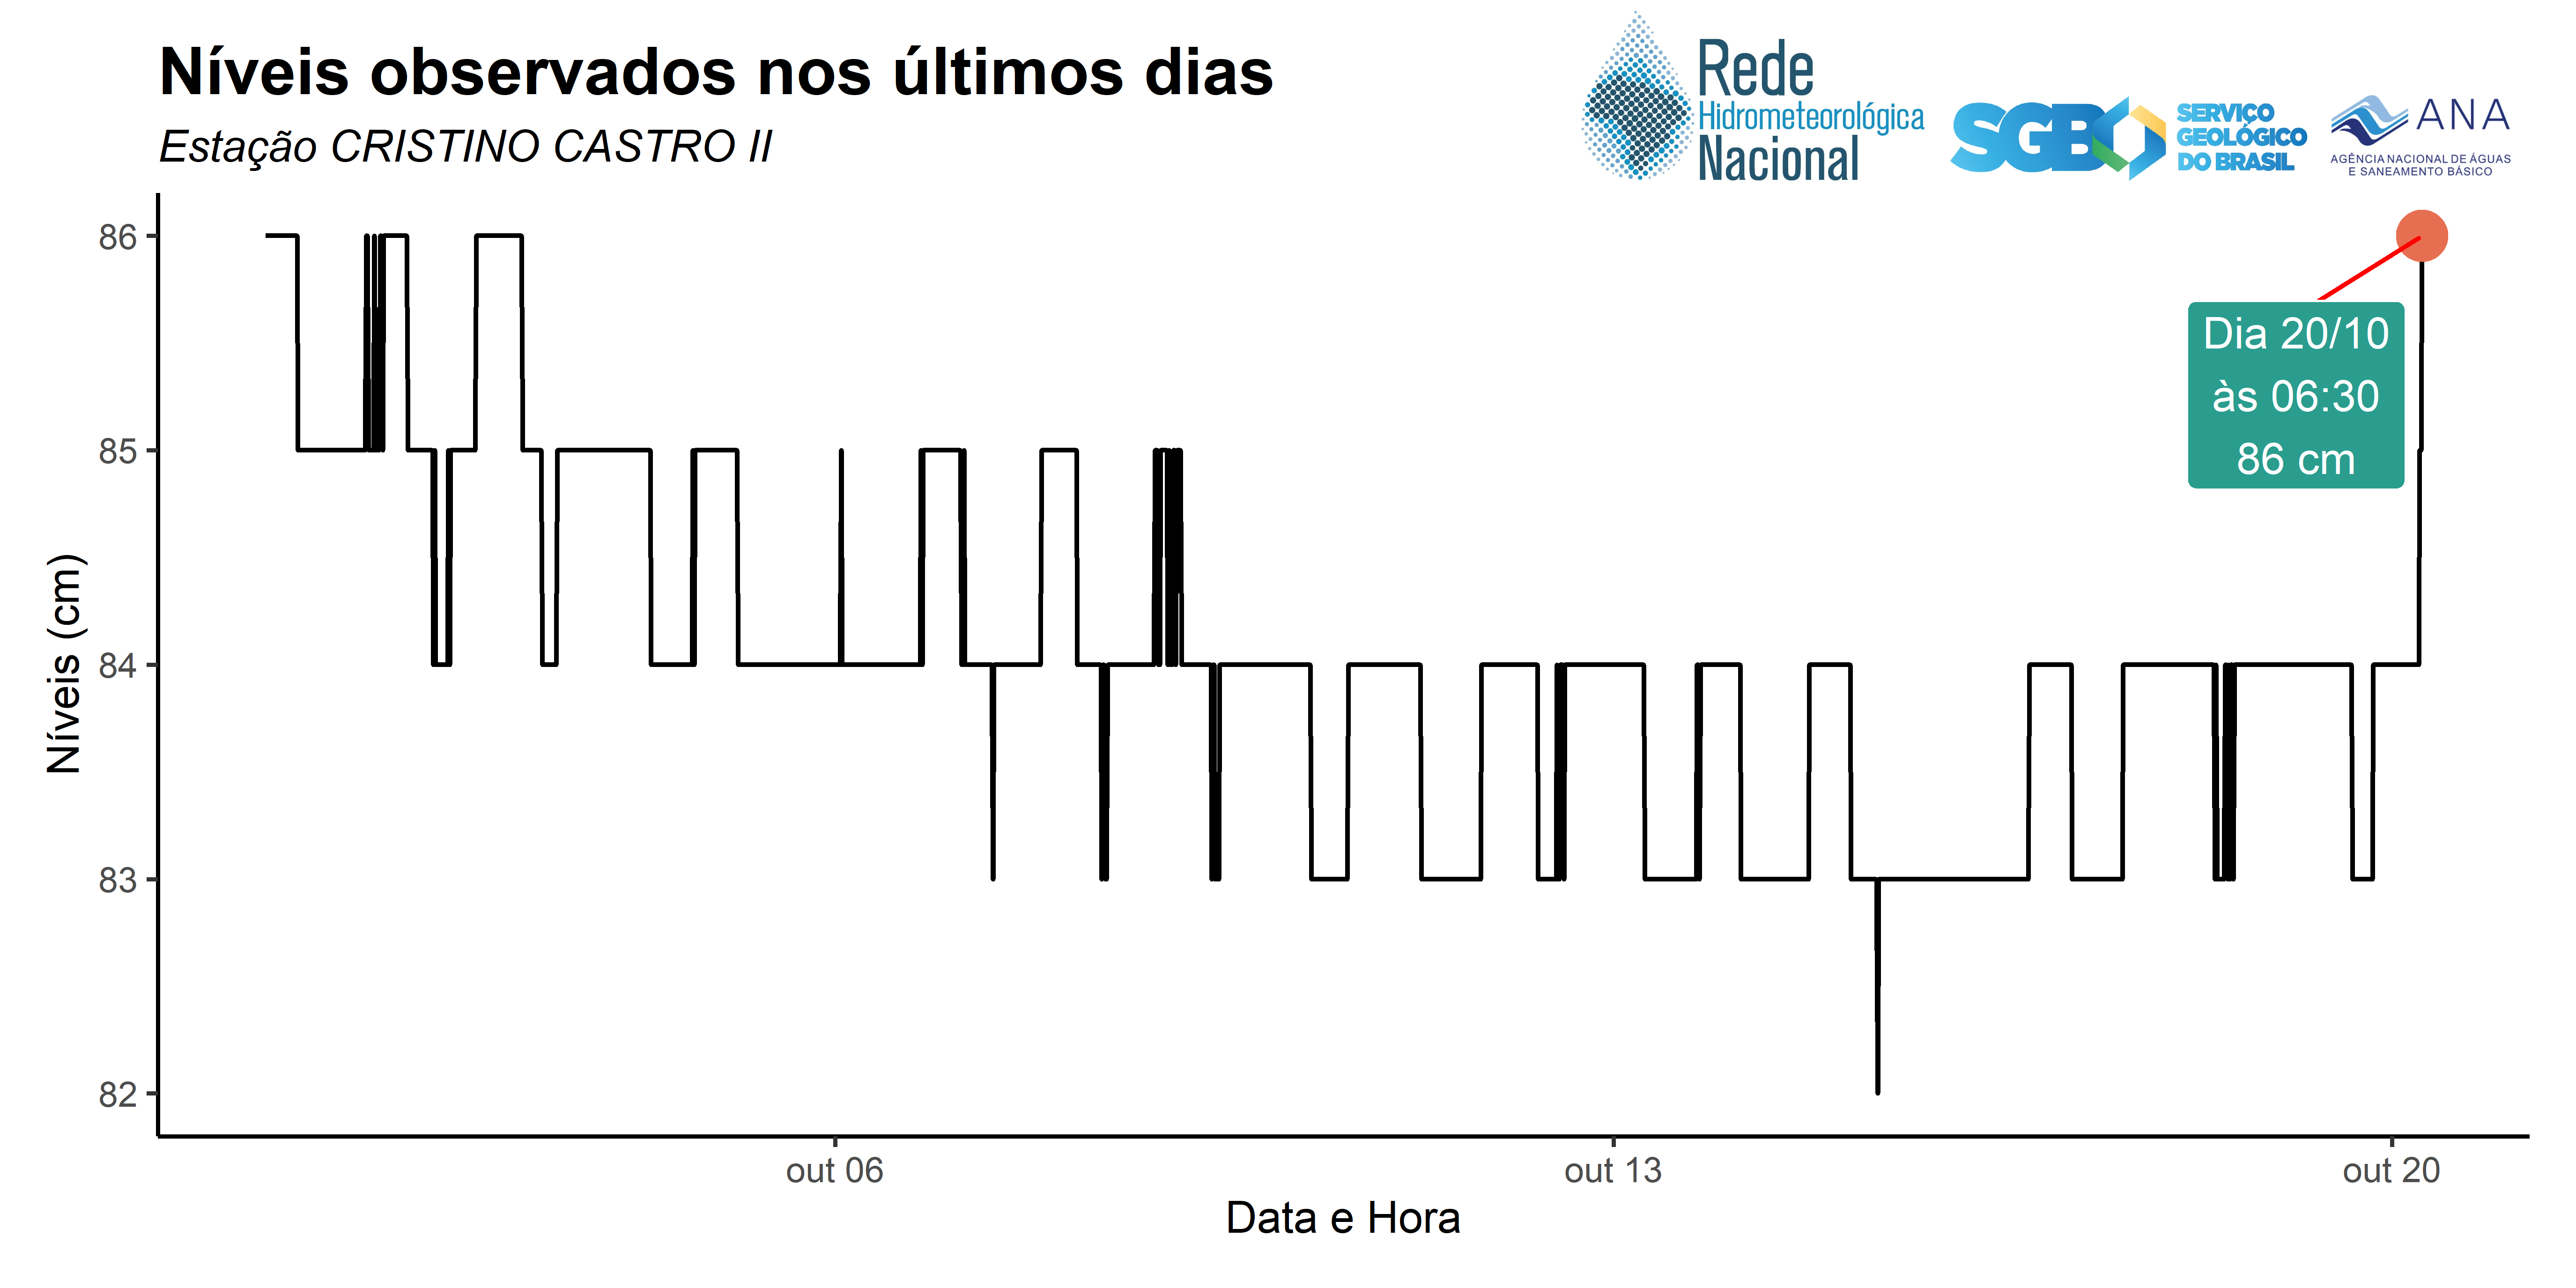 Níveis observados nos últimos dias
Estação CRISTINO CASTRO II
Rede
Hidrometeorológica
Nacional
SGB
SERVIÇO
GEOLÓGICO
DO BRASIL
ANA
AGÊNCIA NACIONAL DE ÁGUAS
E SANEAMENTO BÁSICO
Dia 20/10
às 06:30
86 cm
Níveis (cm)
86
85
84
83
82
out 06
out 13
out 20
Data e Hora